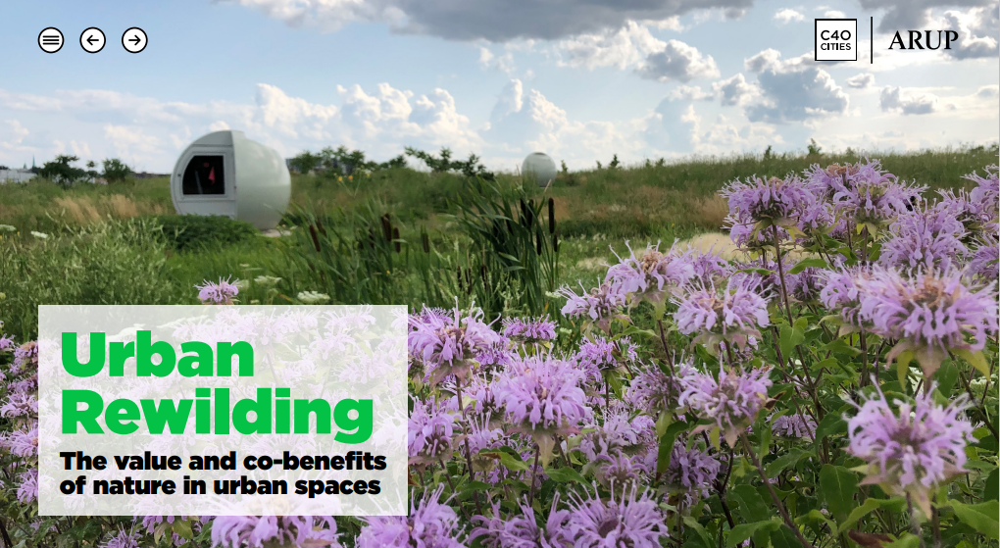 C40
CITIES
ARUP
Urban
Rewilding
The value and co-benefits
of nature in urban spaces